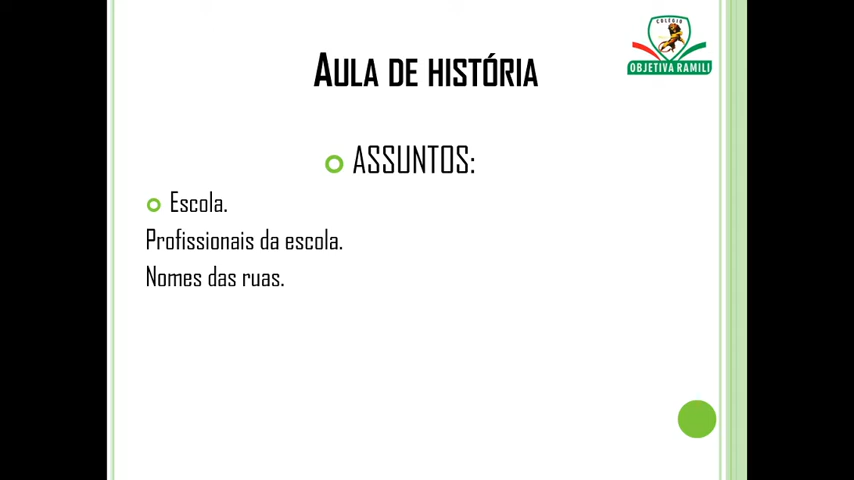 COLÉGIO
OBJETIVA RAMILI
AULA DE HISTÓRIA
ASSUNTOS:
Escola.
Profissionais da escola.
Nomes das ruas.